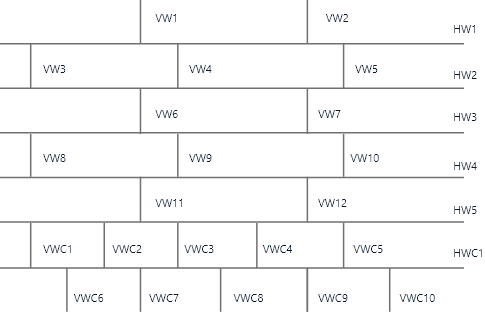 VW1 VW2
HW1
VW3 VW4 VW5
HW2
VW6 VW7
HW3
VW8 VW9 VW10
HW4
VW11 VW12
HW5
VWC1 VWC2 VWC3 VWC4 VWC5
HWC1
VWC6 VWC7 VWC8 VWC9 VWC10